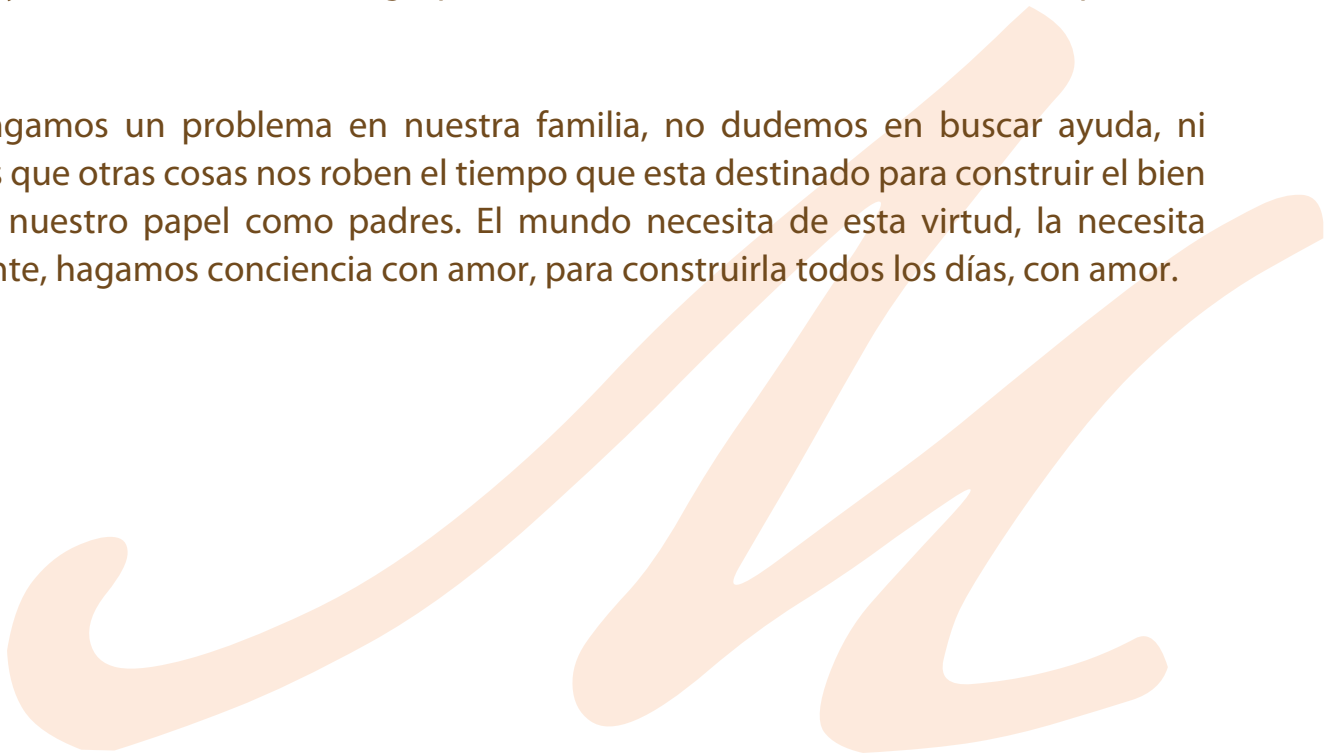 gamos un problema en nuestra familia, no dudemos en buscar ayuda, ni
s que otras cosas nos roben el tiempo que esta destinado para construir el bien
nuestro papel como padres. El mundo necesita de esta virtud, la necesita
nte, hagamos conciencia con amor, para construirla todos los días, con amor.
M